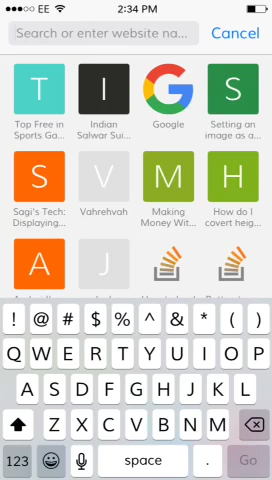 EE 2:34 PM
Search or enter website na... Cancel
T I S
Top Free in Indian Google Setting an
Sports Ga... Salwar Sui... image as a...
S V M H
Sagi's Tech: Vahrehvah Making How do I
Displaying... Money Wit... covert heig...
A J
! @ # $ % ^ & * ( )
Q W E R T Y U I O P
A S D F G H J K L
Z X C V B N M
123 space . Go